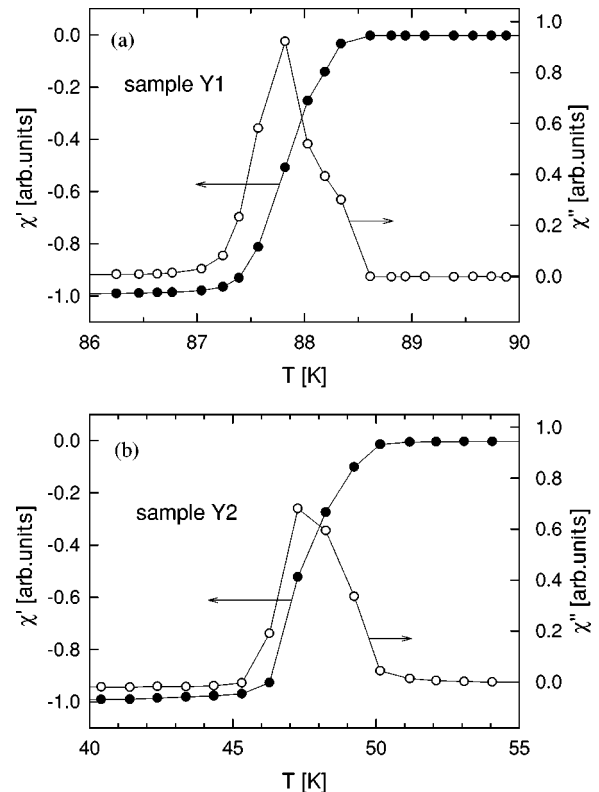 (a)
sample Y1
χ' [arb.units]
0.0
-0.2
-0.4
-0.6
-0.8
-1.0
χ" [arb.units]
1.0
0.8
0.6
0.4
0.2
0.0
86 87 88 89 90
T [K]
(b)
sample Y2
χ' [arb.units]
0.0
-0.2
-0.4
-0.6
-0.8
-1.0
χ" [arb.units]
1.0
0.8
0.6
0.4
0.2
0.0
40 45 50 55
T [K]